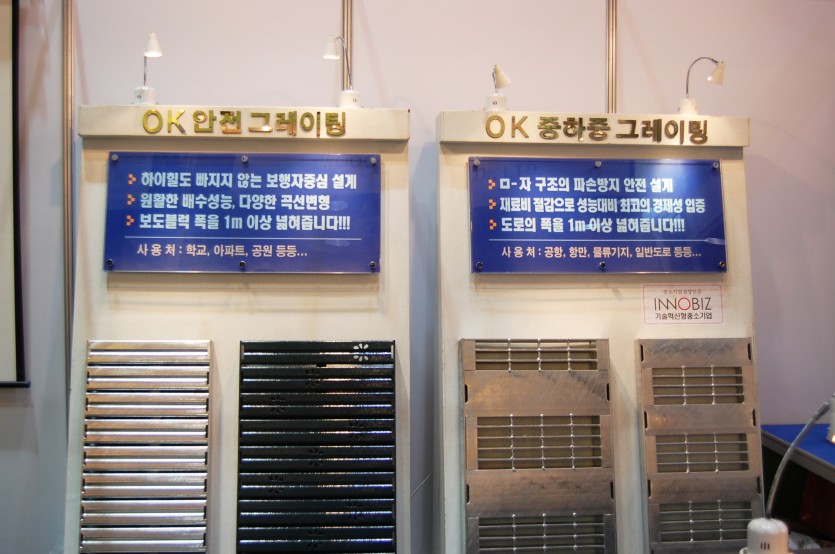 OK 안전 그레이팅
하이힐도 빠지지 않는 보행자중심 설계
원활한 배수성능, 다양한 곡선변형
보도블럭 폭을 1m 이상 넓혀줍니다!!!
사 용 처 : 학교, 아파트, 공원 등등...
OK 중하중 그레이팅
ㅁ- 자 구조의 파손방지 안전 설계
재료비 절감으로 성능대비 최고의 경제성 입증
도로의 폭을 1m 이상 넓혀줍니다!!!
사 용 처 : 공항, 항만, 물류기지, 일반도로 등등...
INNOBIZ
기술혁신형중소기업